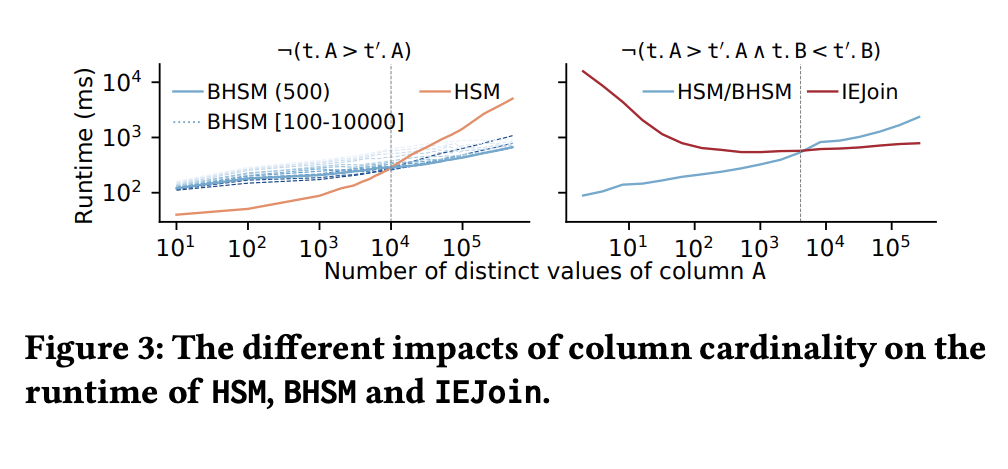 ¬(t.A > t′.A)
¬(t.A > t′.A ∧ t.B < t′.B)
Runtime (ms)
10⁴
10³
10²
BHSM (500)
HSM
BHSM [100-10000]
HSM/BHSM
IEJoin
10¹ 10² 10³ 10⁴ 10⁵
10¹ 10² 10³ 10⁴ 10⁵
Number of distinct values of column A
Figure 3: The different impacts of column cardinality on the
runtime of HSM, BHSM and IEJoin.